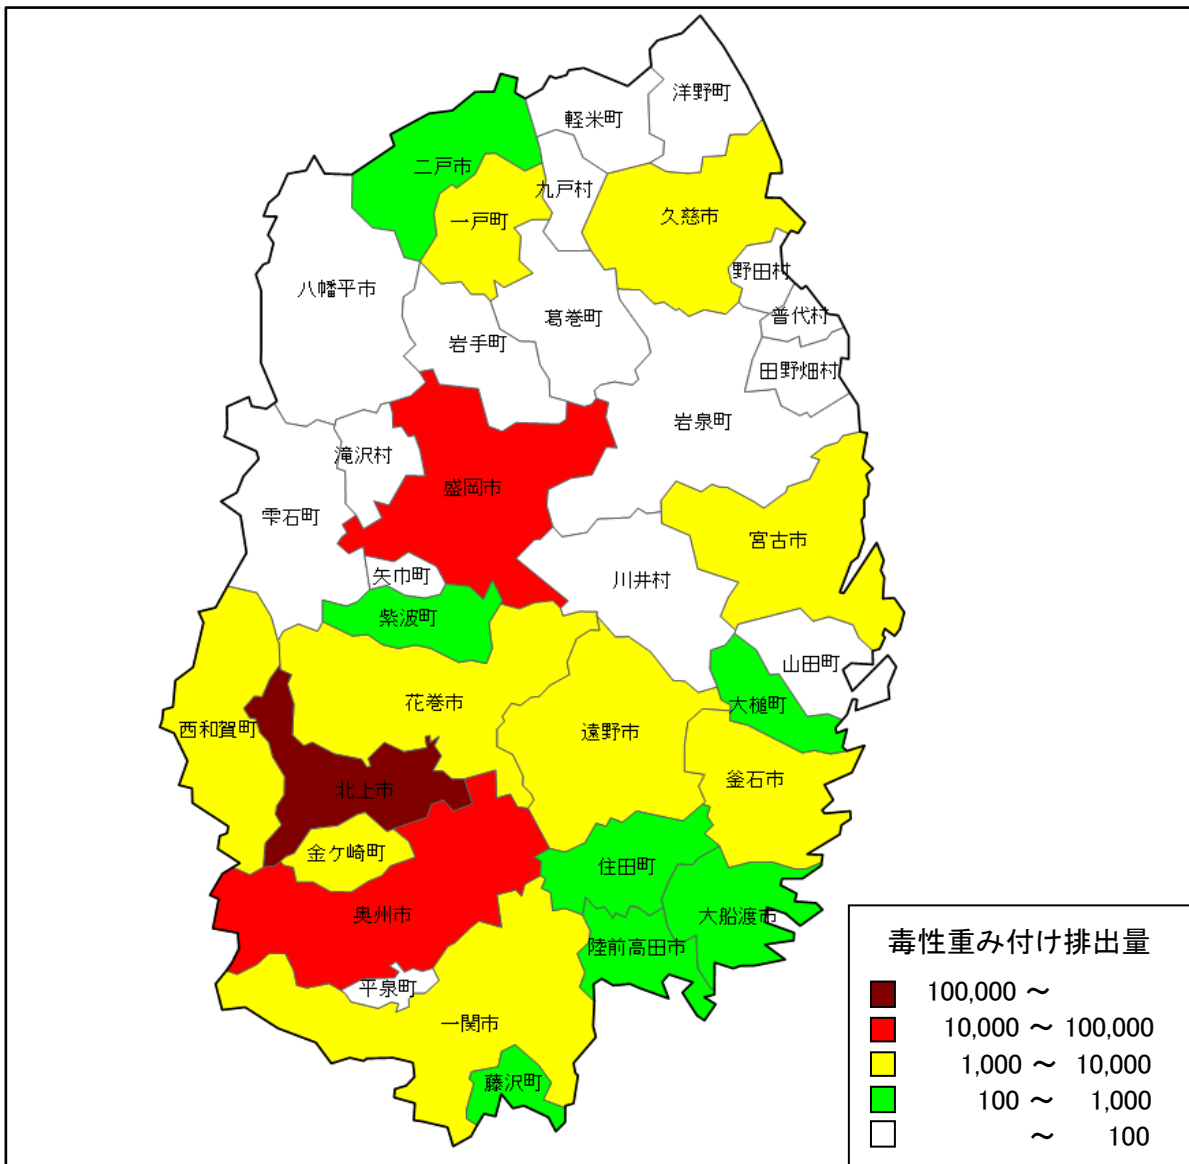 洋野町
軽米町
二戸市
九戸村
一戸町
久慈市
野田村
八幡平市
普代村
葛巻町
岩手町
田野畑村
岩泉町
滝沢村
盛岡市
雫石町
宮古市
矢巾町
川井村
紫波町
山田町
花巻市
大槌町
西和賀町
遠野市
釜石市
北上市
金ケ崎町
住田町
奥州市
大船渡市
陸前高田市
平泉町
一関市
藤沢町
毒性重み付け排出量
100,000 ～
10,000 ～ 100,000
1,000 ～ 10,000
100 ～ 1,000
～ 100